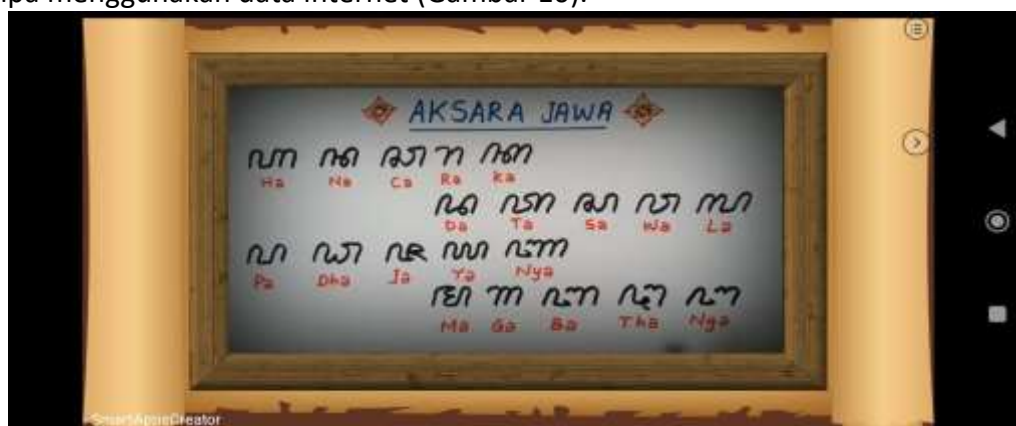 pa menggunakan data internet (Gambar 10).
AKSARA JAWA
ꦲ ꦤ ꦕ ꦫ ꦏ
Ha Na Ca Ra Ka
ꦢ ꦠ ꦱ ꦮ ꦭ
Da Ta Sa Wa La
ꦥ ꦝ ꦗ ꦪ ꦚ
Pa Dha Ja Ya Nya
ꦩ ꦒ ꦧ ꦛ ꦔ
Ma Ga Ba Tha Nga
SmartAppsCreator